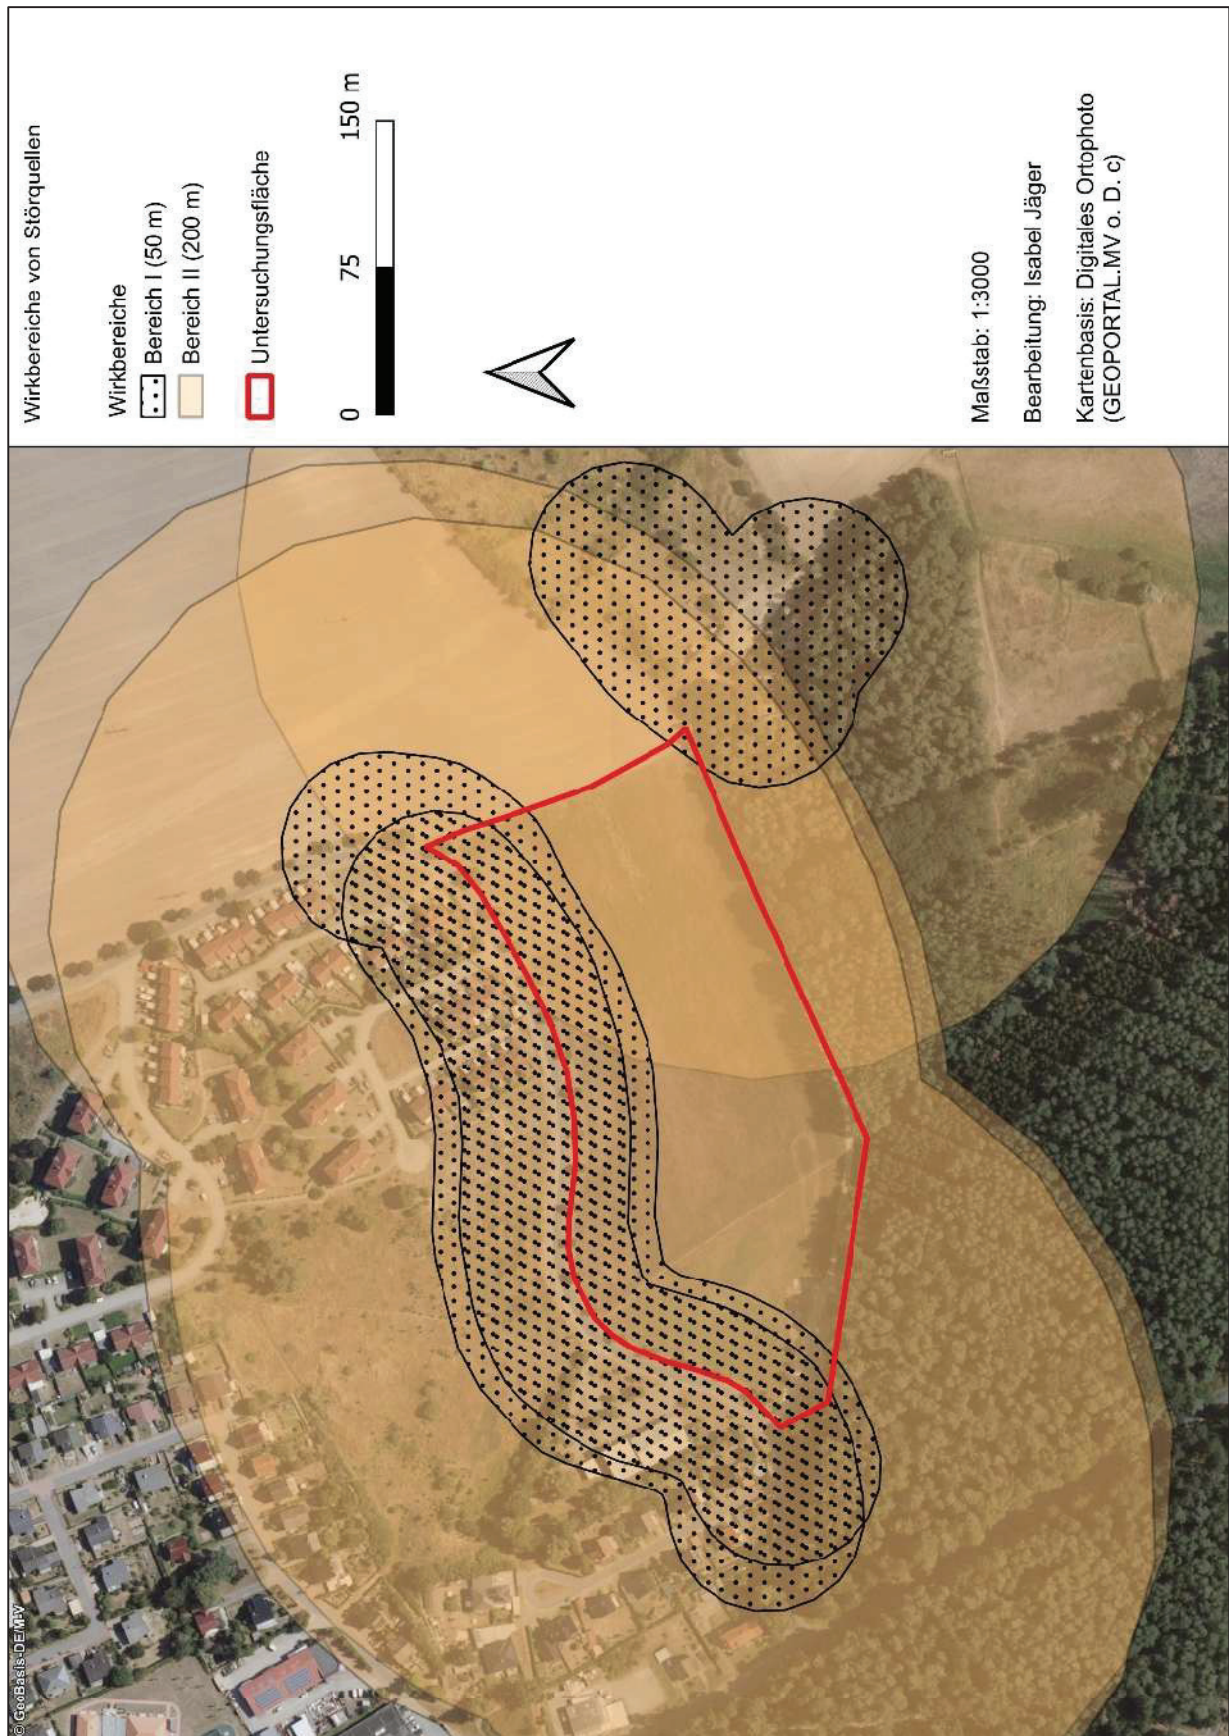 Wirkbereiche von Störquellen
Wirkbereiche
Bereich I (50 m)
Bereich II (200 m)
Untersuchungsfläche
0 75 150 m
Maßstab: 1:3000
Bearbeitung: Isabel Jäger
Kartenbasis: Digitales Ortophoto
(GEOPORTAL.MV o. D. c)
© GeoBasis-DE/M-V